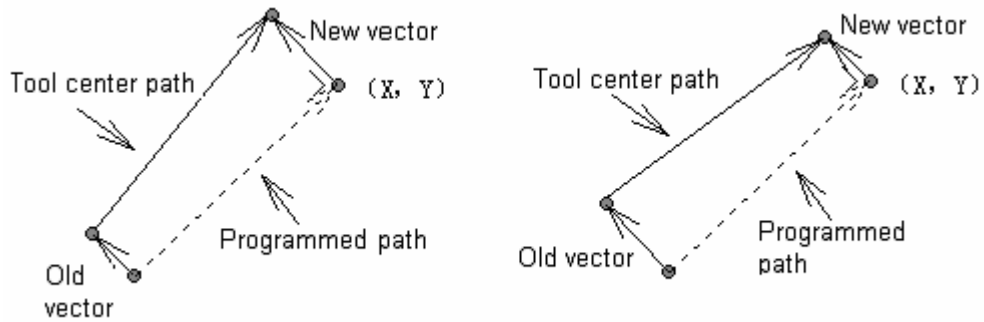 New vector
Tool center path
(X, Y)
Programmed path
Old
vector
New vector
Tool center path
(X, Y)
Old vector
Programmed
path